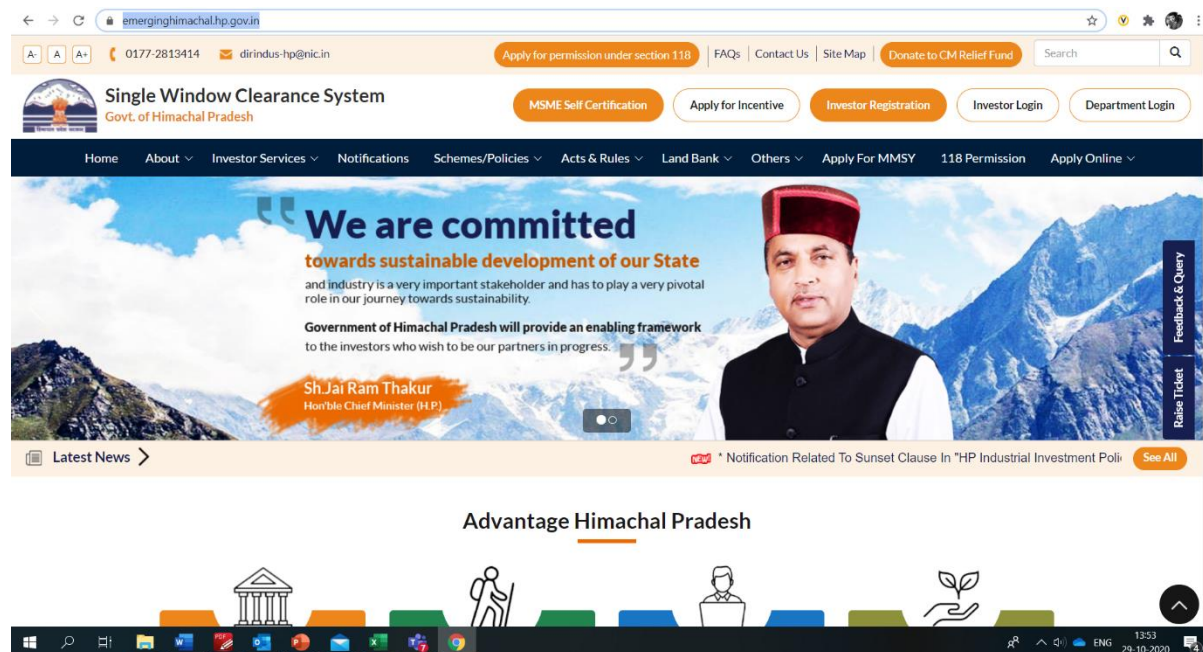 emerginghimachal.hp.gov.in
A- A A+ 0177-2813414 dirindus-hp@nic.in Apply for permission under section 118 FAQs Contact Us Site Map Donate to CM Relief Fund Search
Single Window Clearance System
Govt. of Himachal Pradesh
MSME Self Certification Apply for Incentive Investor Registration Investor Login Department Login
Home About Investor Services Notifications Schemes/Policies Acts & Rules Land Bank Others Apply For MMSY 118 Permission Apply Online
We are committed
towards sustainable development of our State
and industry is a very important stakeholder and has to play a very pivotal
role in our journey towards sustainability.
Government of Himachal Pradesh will provide an enabling framework
to the investors who wish to be our partners in progress.
Sh.Jai Ram Thakur
Hon'ble Chief Minister (H.P.)
Feedback & Query
Raise Ticket
Latest News NEW * Notification Related To Sunset Clause In "HP Industrial Investment Poli See All
Advantage Himachal Pradesh
ENG 13:53
29-10-2020